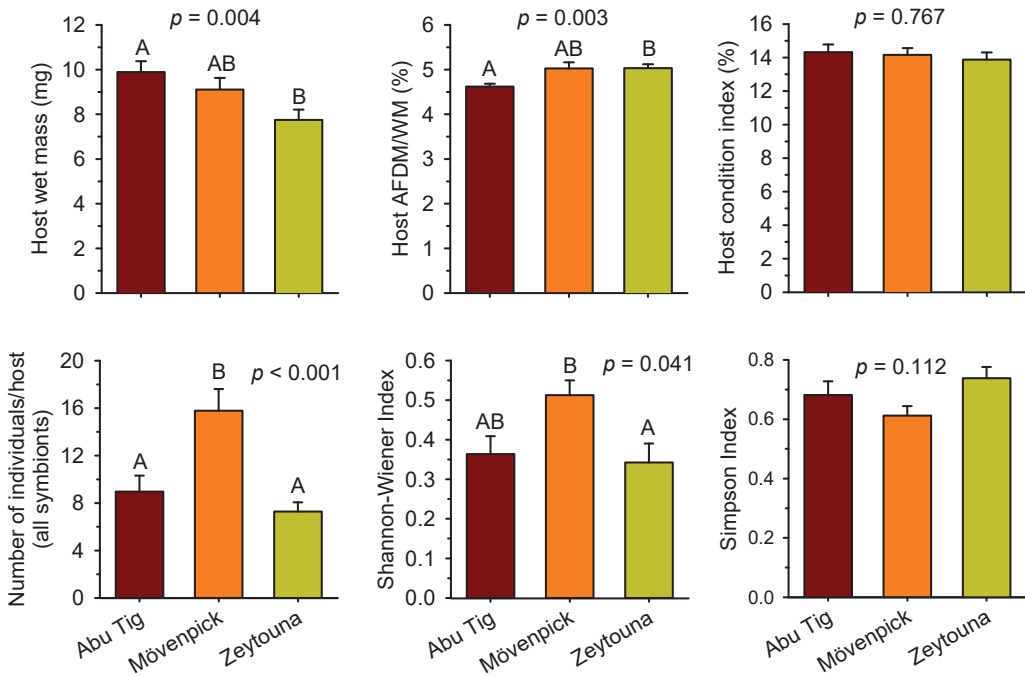 Host wet mass (mg)
12
10
8
6
4
2
0
p = 0.004
A
AB
B
Host AFDM/WM (%)
6
5
4
3
2
1
0
p = 0.003
A
AB
B
Host condition index (%)
16
14
12
10
8
6
4
2
0
p = 0.767
Number of individuals/host
(all symbionts)
20
16
12
8
4
0
p < 0.001
A
B
A
Abu Tig
Mövenpick
Zeytouna
Shannon-Wiener Index
0.6
0.5
0.4
0.3
0.2
0.1
0.0
p = 0.041
AB
B
A
Abu Tig
Mövenpick
Zeytouna
Simpson Index
0.8
0.6
0.4
0.2
0.0
p = 0.112
Abu Tig
Mövenpick
Zeytouna